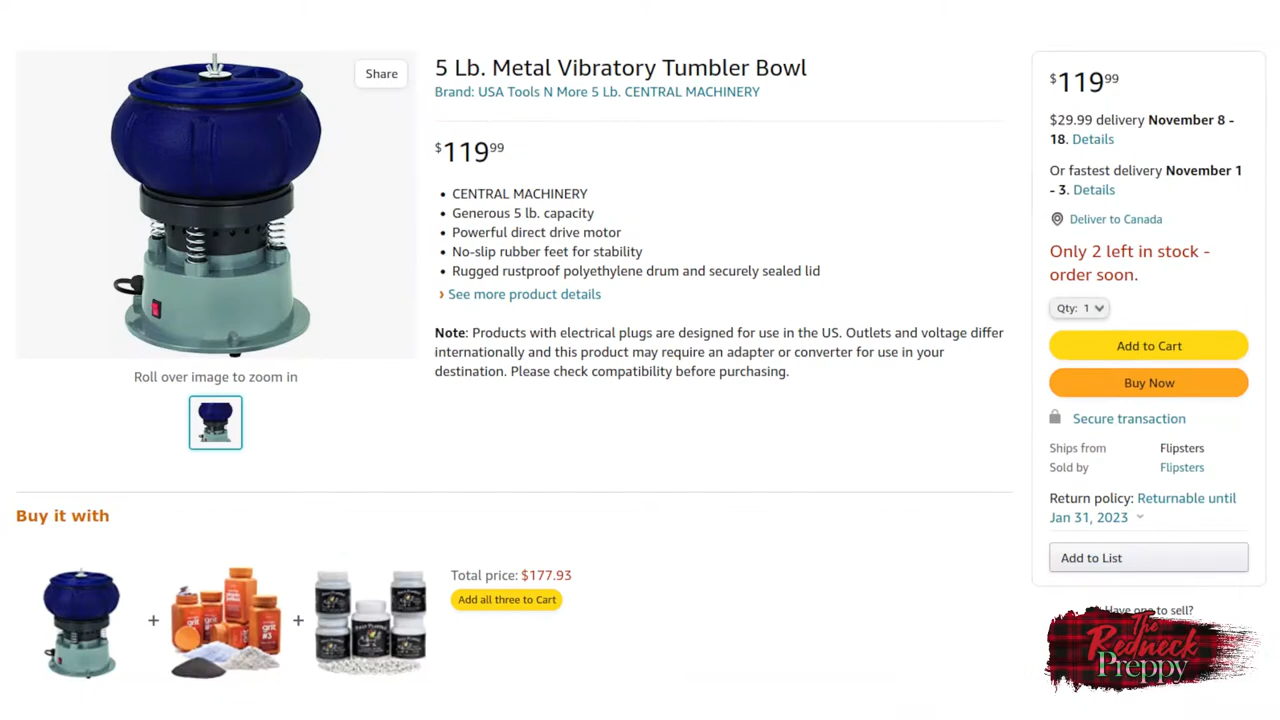 Share
Roll over image to zoom in
5 Lb. Metal Vibratory Tumbler Bowl
Brand: USA Tools N More 5 Lb. CENTRAL MACHINERY
$119 99
• CENTRAL MACHINERY
• Generous 5 lb. capacity
• Powerful direct drive motor
• No-slip rubber feet for stability
• Rugged rustproof polyethylene drum and securely sealed lid
› See more product details
Note: Products with electrical plugs are designed for use in the US. Outlets and voltage differ
internationally and this product may require an adapter or converter for use in your
destination. Please check compatibility before purchasing.
$119 99
$29.99 delivery November 8 -
18. Details
Or fastest delivery November 1
- 3. Details
Deliver to Canada
Only 2 left in stock -
order soon.
Qty: 1
Add to Cart
Buy Now
Secure transaction
Ships from Flipsters
Sold by Flipsters
Return policy: Returnable until
Jan 31, 2023
Add to List
Have one to sell?
The
Redneck
Preppy
Buy it with
+
+
grit
grit
#3
Total price: $177.93
Add all three to Cart